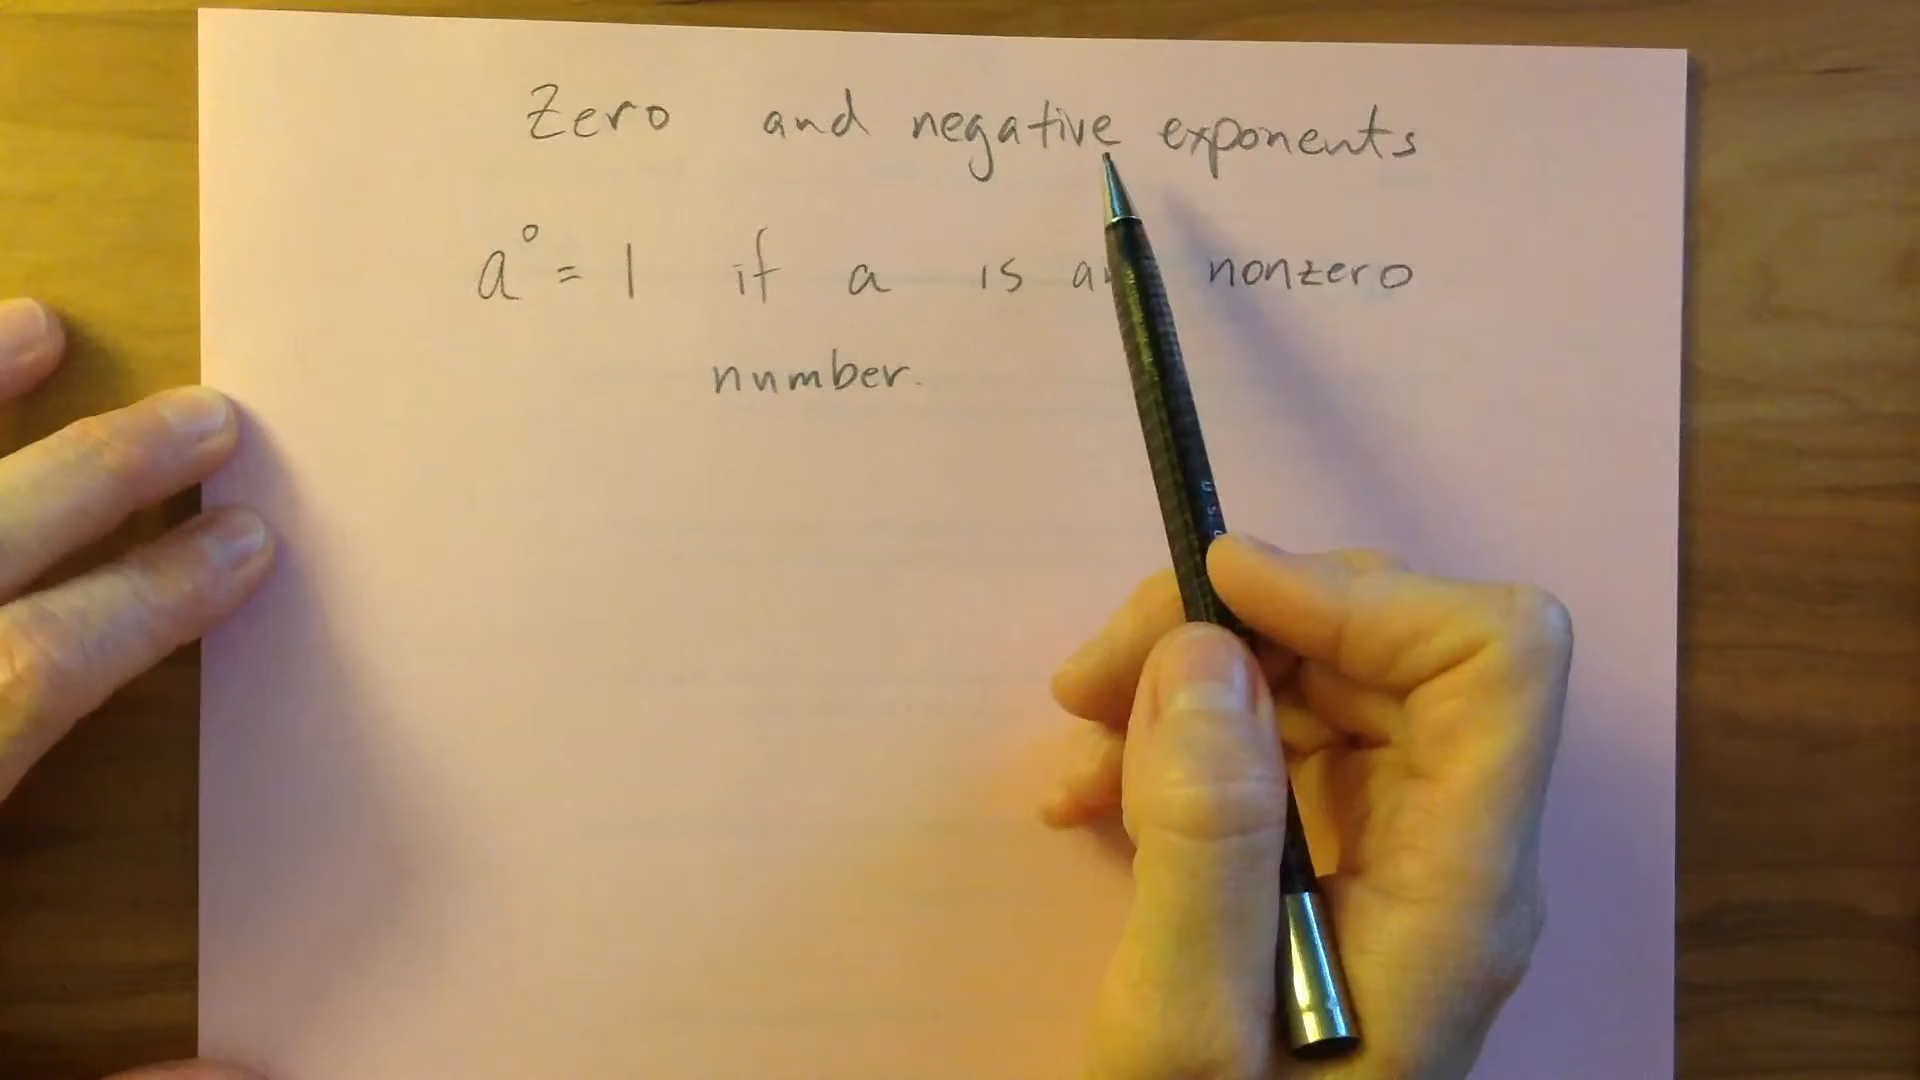 Zero and negative exponents
a⁰ = 1 if a is nonzero
number.